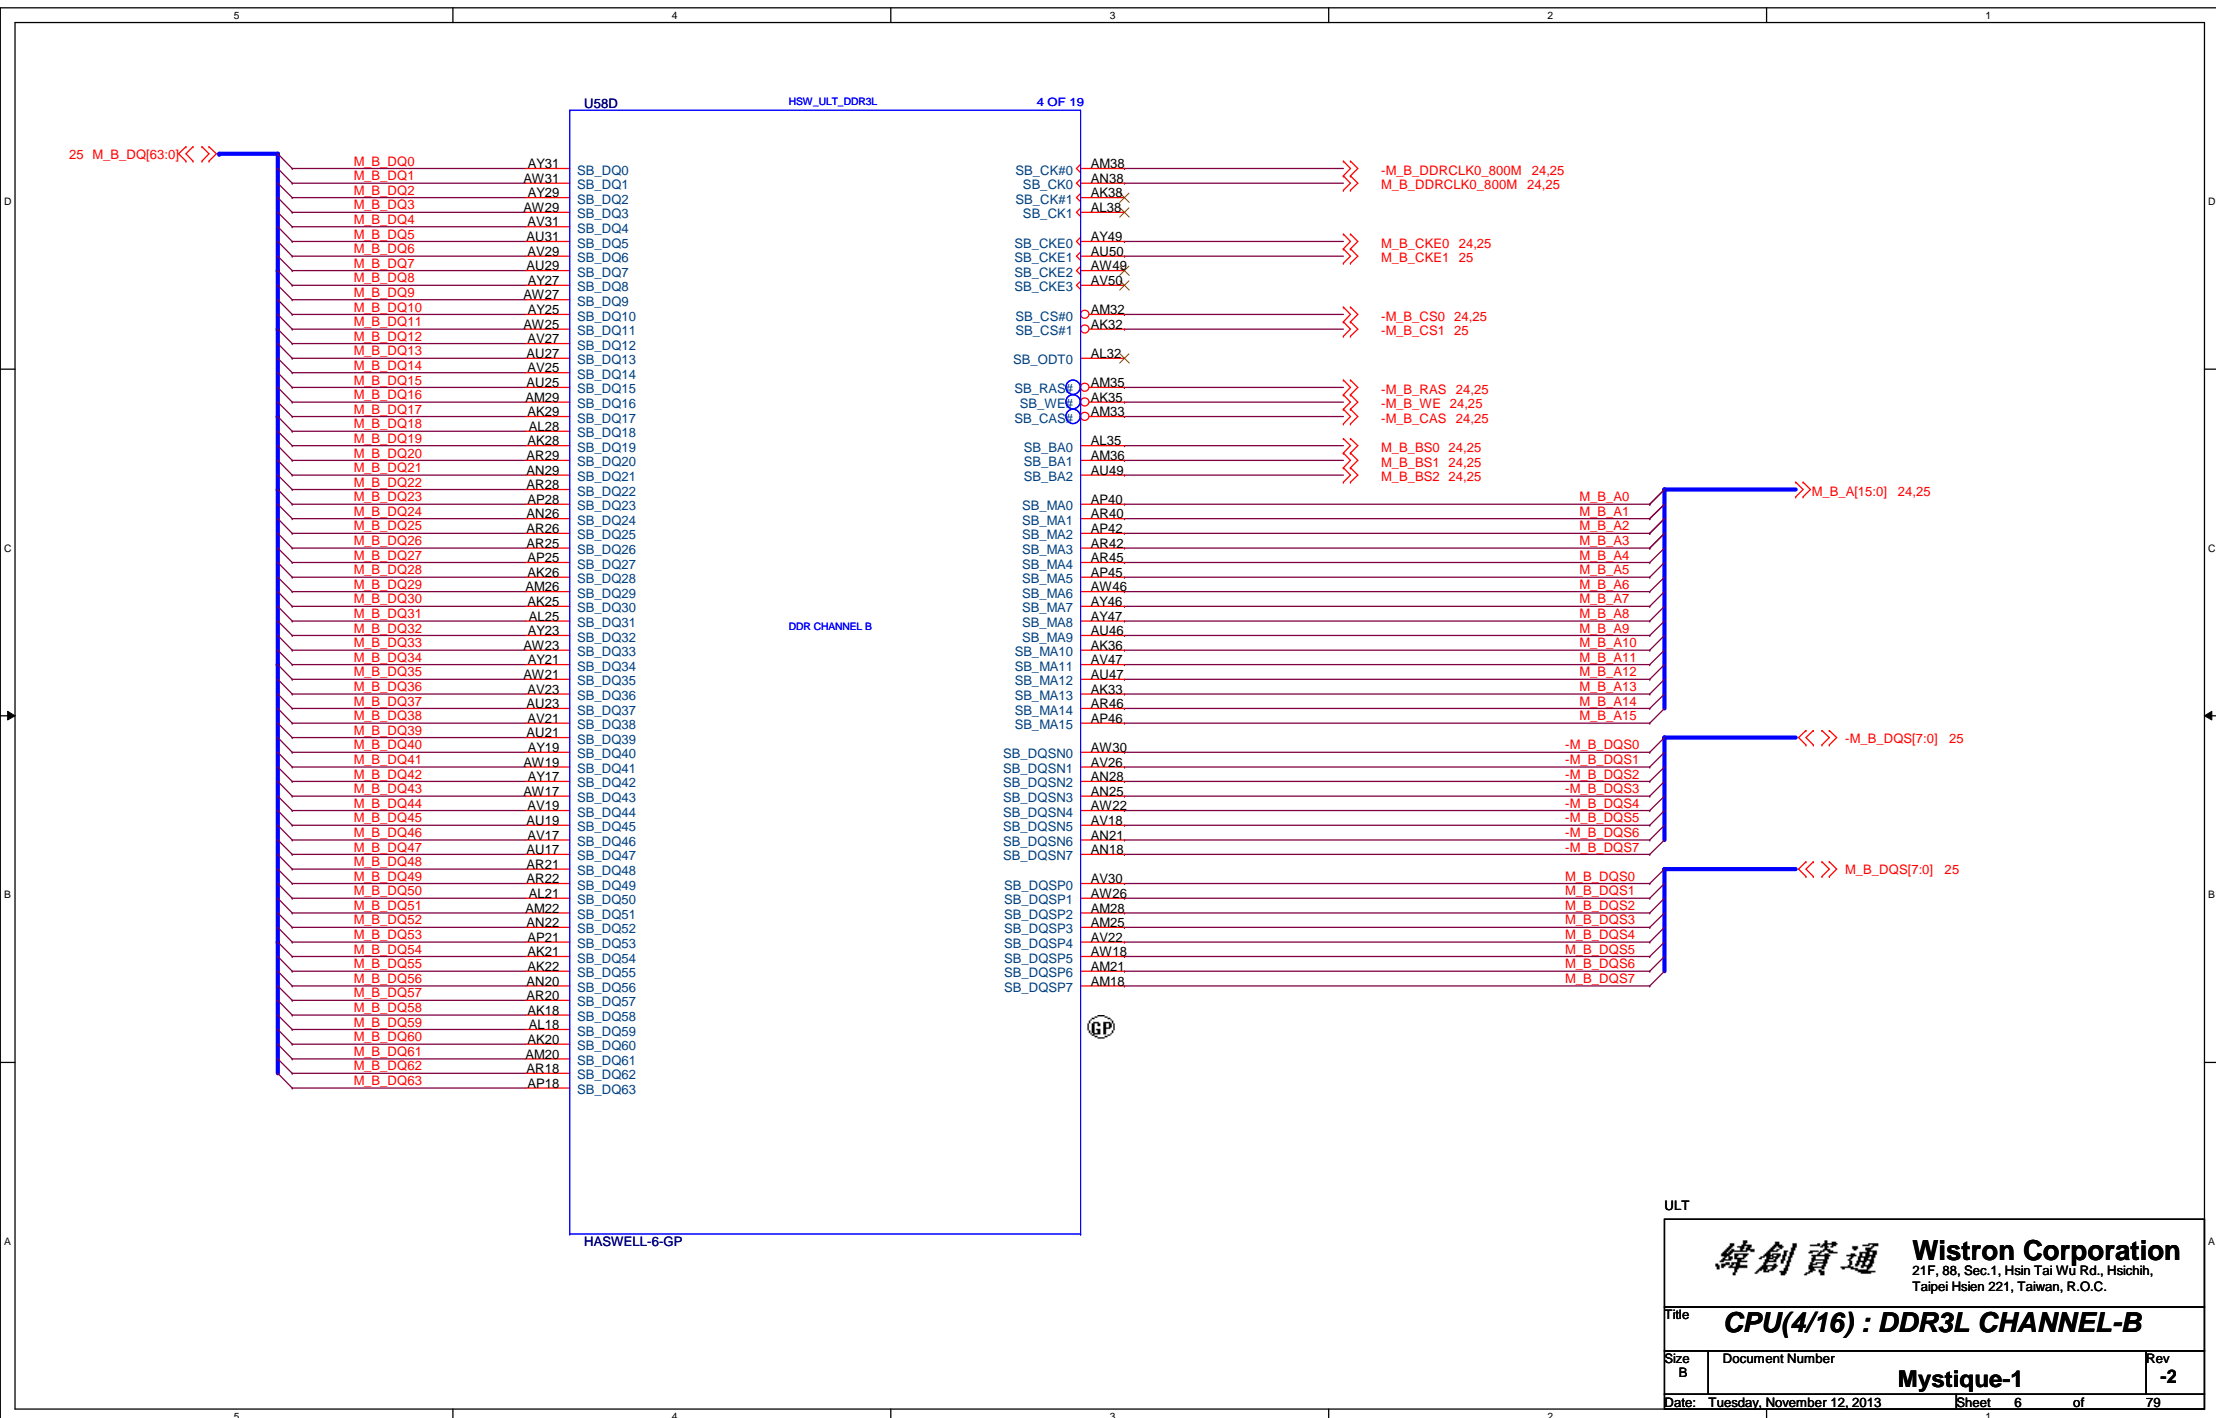 5 4 3 2 1
U58D HSW_ULT_DDR3L 4 OF 19
25 M_B_DQ[63:0]
M_B_DQ0 AY31 SB_DQ0
M_B_DQ1 AW31 SB_DQ1
M_B_DQ2 AY29 SB_DQ2
M_B_DQ3 AW29 SB_DQ3
M_B_DQ4 AV31 SB_DQ4
M_B_DQ5 AU31 SB_DQ5
M_B_DQ6 AV29 SB_DQ6
M_B_DQ7 AU29 SB_DQ7
M_B_DQ8 AY27 SB_DQ8
M_B_DQ9 AW27 SB_DQ9
M_B_DQ10 AY25 SB_DQ10
M_B_DQ11 AW25 SB_DQ11
M_B_DQ12 AV27 SB_DQ12
M_B_DQ13 AU27 SB_DQ13
M_B_DQ14 AV25 SB_DQ14
M_B_DQ15 AU25 SB_DQ15
M_B_DQ16 AM29 SB_DQ16
M_B_DQ17 AK29 SB_DQ17
M_B_DQ18 AL28 SB_DQ18
M_B_DQ19 AK28 SB_DQ19
M_B_DQ20 AR29 SB_DQ20
M_B_DQ21 AN29 SB_DQ21
M_B_DQ22 AR28 SB_DQ22
M_B_DQ23 AP28 SB_DQ23
M_B_DQ24 AN26 SB_DQ24
M_B_DQ25 AR26 SB_DQ25
M_B_DQ26 AR25 SB_DQ26
M_B_DQ27 AP25 SB_DQ27
M_B_DQ28 AK26 SB_DQ28
M_B_DQ29 AM26 SB_DQ29
M_B_DQ30 AK25 SB_DQ30
M_B_DQ31 AL25 SB_DQ31
M_B_DQ32 AY23 SB_DQ32
M_B_DQ33 AW23 SB_DQ33
M_B_DQ34 AY21 SB_DQ34
M_B_DQ35 AW21 SB_DQ35
M_B_DQ36 AV23 SB_DQ36
M_B_DQ37 AU23 SB_DQ37
M_B_DQ38 AV21 SB_DQ38
M_B_DQ39 AU21 SB_DQ39
M_B_DQ40 AY19 SB_DQ40
M_B_DQ41 AW19 SB_DQ41
M_B_DQ42 AY17 SB_DQ42
M_B_DQ43 AW17 SB_DQ43
M_B_DQ44 AV19 SB_DQ44
M_B_DQ45 AU19 SB_DQ45
M_B_DQ46 AV17 SB_DQ46
M_B_DQ47 AU17 SB_DQ47
M_B_DQ48 AR21 SB_DQ48
M_B_DQ49 AR22 SB_DQ49
M_B_DQ50 AL21 SB_DQ50
M_B_DQ51 AM22 SB_DQ51
M_B_DQ52 AN22 SB_DQ52
M_B_DQ53 AP21 SB_DQ53
M_B_DQ54 AK21 SB_DQ54
M_B_DQ55 AK22 SB_DQ55
M_B_DQ56 AN20 SB_DQ56
M_B_DQ57 AR20 SB_DQ57
M_B_DQ58 AK18 SB_DQ58
M_B_DQ59 AL18 SB_DQ59
M_B_DQ60 AK20 SB_DQ60
M_B_DQ61 AM20 SB_DQ61
M_B_DQ62 AR18 SB_DQ62
M_B_DQ63 AP18 SB_DQ63
DDR CHANNEL B
SB_CK#0 AM38 -M_B_DDRCLK0_800M 24,25
SB_CK0 AN38 M_B_DDRCLK0_800M 24,25
SB_CK#1 AK38
SB_CK1 AL38
SB_CKE0 AY49 M_B_CKE0 24,25
SB_CKE1 AU50 M_B_CKE1 25
SB_CKE2 AW49
SB_CKE3 AV50
SB_CS#0 AM32 -M_B_CS0 24,25
SB_CS#1 AK32 -M_B_CS1 25
SB_ODT0 AL32
SB_RAS# AM35 -M_B_RAS 24,25
SB_WE# AK35 -M_B_WE 24,25
SB_CAS# AM33 -M_B_CAS 24,25
SB_BA0 AL35 M_B_BS0 24,25
SB_BA1 AM36 M_B_BS1 24,25
SB_BA2 AU49 M_B_BS2 24,25
SB_MA0 AP40 M_B_A0
M_B_A[15:0] 24,25
SB_MA1 AR40 M_B_A1
SB_MA2 AP42 M_B_A2
SB_MA3 AR42 M_B_A3
SB_MA4 AR45 M_B_A4
SB_MA5 AP45 M_B_A5
SB_MA6 AW46 M_B_A6
SB_MA7 AY46 M_B_A7
SB_MA8 AY47 M_B_A8
SB_MA9 AU46 M_B_A9
SB_MA10 AK36 M_B_A10
SB_MA11 AV47 M_B_A11
SB_MA12 AU47 M_B_A12
SB_MA13 AK33 M_B_A13
SB_MA14 AR46 M_B_A14
SB_MA15 AP46 M_B_A15
SB_DQSN0 AW30 -M_B_DQS0
-M_B_DQS[7:0] 25
SB_DQSN1 AV26 -M_B_DQS1
SB_DQSN2 AN28 -M_B_DQS2
SB_DQSN3 AN25 -M_B_DQS3
SB_DQSN4 AW22 -M_B_DQS4
SB_DQSN5 AV18 -M_B_DQS5
SB_DQSN6 AN21 -M_B_DQS6
SB_DQSN7 AN18 -M_B_DQS7
SB_DQSP0 AV30 M_B_DQS0
M_B_DQS[7:0] 25
SB_DQSP1 AW26 M_B_DQS1
SB_DQSP2 AM28 M_B_DQS2
SB_DQSP3 AM25 M_B_DQS3
SB_DQSP4 AV22 M_B_DQS4
SB_DQSP5 AW18 M_B_DQS5
SB_DQSP6 AM21 M_B_DQS6
SB_DQSP7 AM18 M_B_DQS7
GP
HASWELL-6-GP
D D
C C
B B
A A
ULT
緯創資通 Wistron Corporation
21F, 88, Sec.1, Hsin Tai Wu Rd., Hsichih,
Taipei Hsien 221, Taiwan, R.O.C.
Title CPU(4/16) : DDR3L CHANNEL-B
Size Document Number Rev
B Mystique-1 -2
Date: Tuesday, November 12, 2013 Sheet 6 of 79
5 4 3 2 1